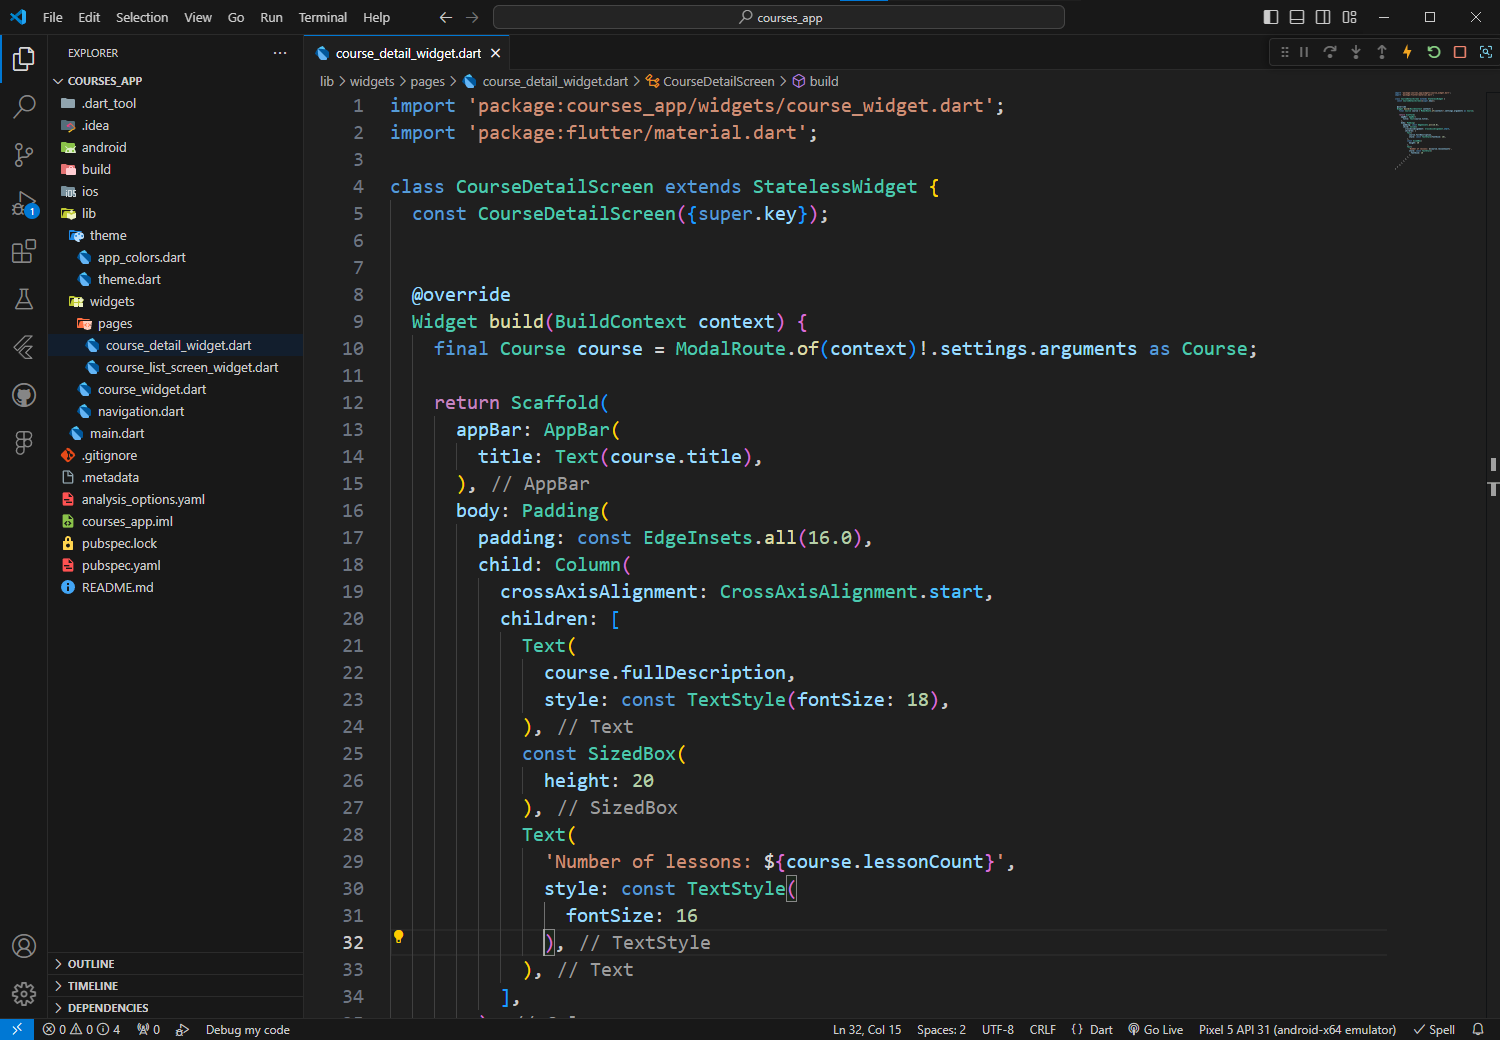 File Edit Selection View Go Run Terminal Help
courses_app
EXPLORER
COURSES_APP
.dart_tool
.idea
android
build
ios
lib
theme
app_colors.dart
theme.dart
widgets
pages
course_detail_widget.dart
course_list_screen_widget.dart
course_widget.dart
navigation.dart
main.dart
.gitignore
.metadata
analysis_options.yaml
courses_app.iml
pubspec.lock
pubspec.yaml
README.md
OUTLINE
TIMELINE
DEPENDENCIES
1
course_detail_widget.dart
lib > widgets > pages > course_detail_widget.dart > CourseDetailScreen > build
1 import 'package:courses_app/widgets/course_widget.dart';
2 import 'package:flutter/material.dart';
3
4 class CourseDetailScreen extends StatelessWidget {
5 const CourseDetailScreen({super.key});
6
7
8 @override
9 Widget build(BuildContext context) {
10 final Course course = ModalRoute.of(context)!.settings.arguments as Course;
11
12 return Scaffold(
13 appBar: AppBar(
14 title: Text(course.title),
15 ), // AppBar
16 body: Padding(
17 padding: const EdgeInsets.all(16.0),
18 child: Column(
19 crossAxisAlignment: CrossAxisAlignment.start,
20 children: [
21 Text(
22 course.fullDescription,
23 style: const TextStyle(fontSize: 18),
24 ), // Text
25 const SizedBox(
26 height: 20
27 ), // SizedBox
28 Text(
29 'Number of lessons: ${course.lessonCount}',
30 style: const TextStyle(
31 fontSize: 16
32 ), // TextStyle
33 ), // Text
34 ],
0 0 4 0 Debug my code Ln 32, Col 15 Spaces: 2 UTF-8 CRLF {} Dart Go Live Pixel 5 API 31 (android-x64 emulator) Spell